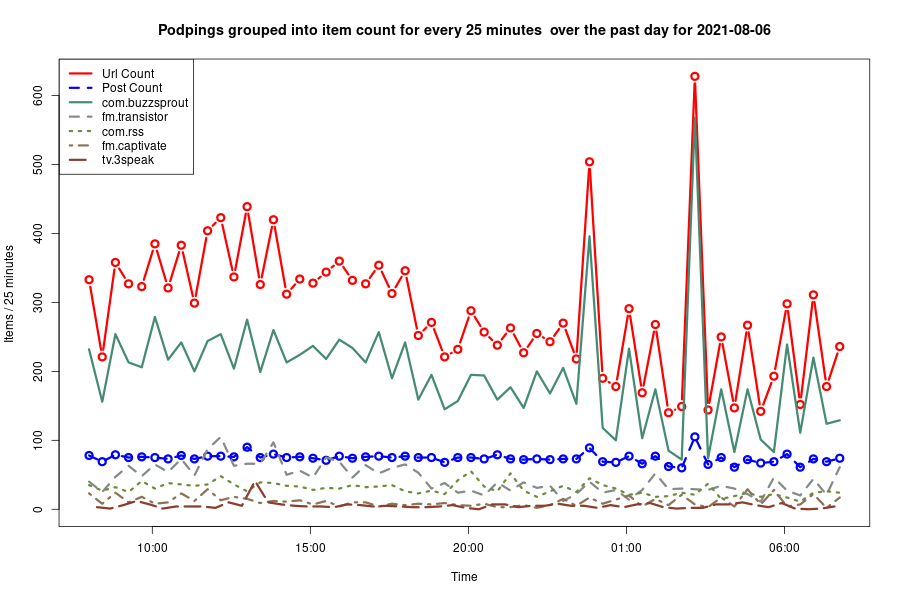 Podpings grouped into item count for every 25 minutes  over the past day for 2021-08-06
Url Count
Post Count
com.buzzsprout
fm.transistor
com.rss
fm.captivate
tv.3speak
Items / 25 minutes
600
500
400
300
200
100
0
10:00
15:00
20:00
01:00
06:00
Time